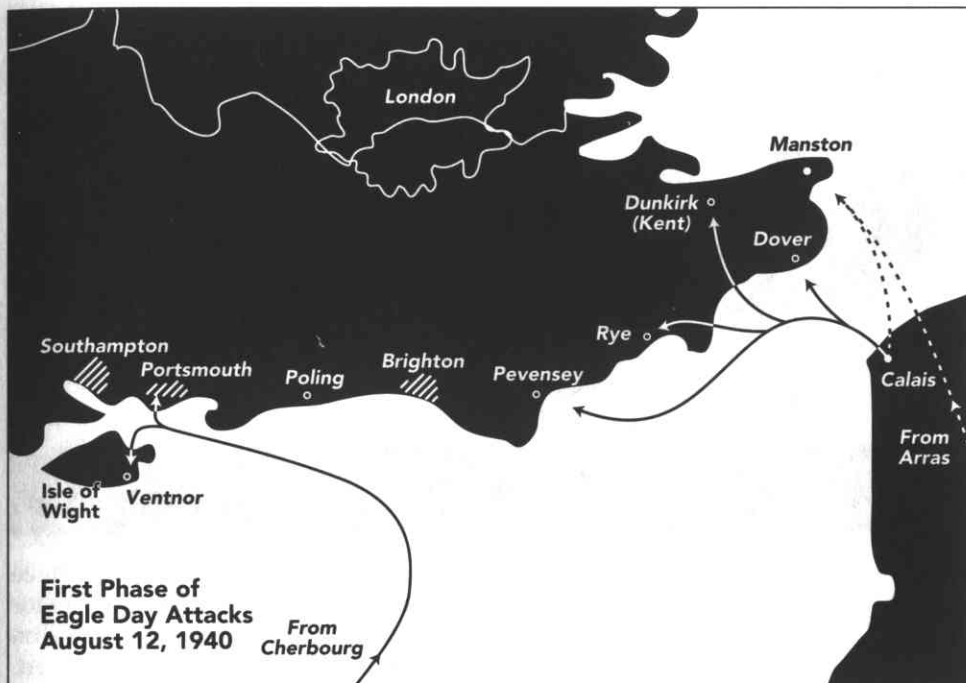 London
Manston
Dunkirk
(Kent)
Dover
Southampton
Portsmouth
Poling
Brighton
Pevensey
Rye
Calais
From
Arras
Isle of
Wight
Ventnor
First Phase of
Eagle Day Attacks
August 12, 1940
From
Cherbourg